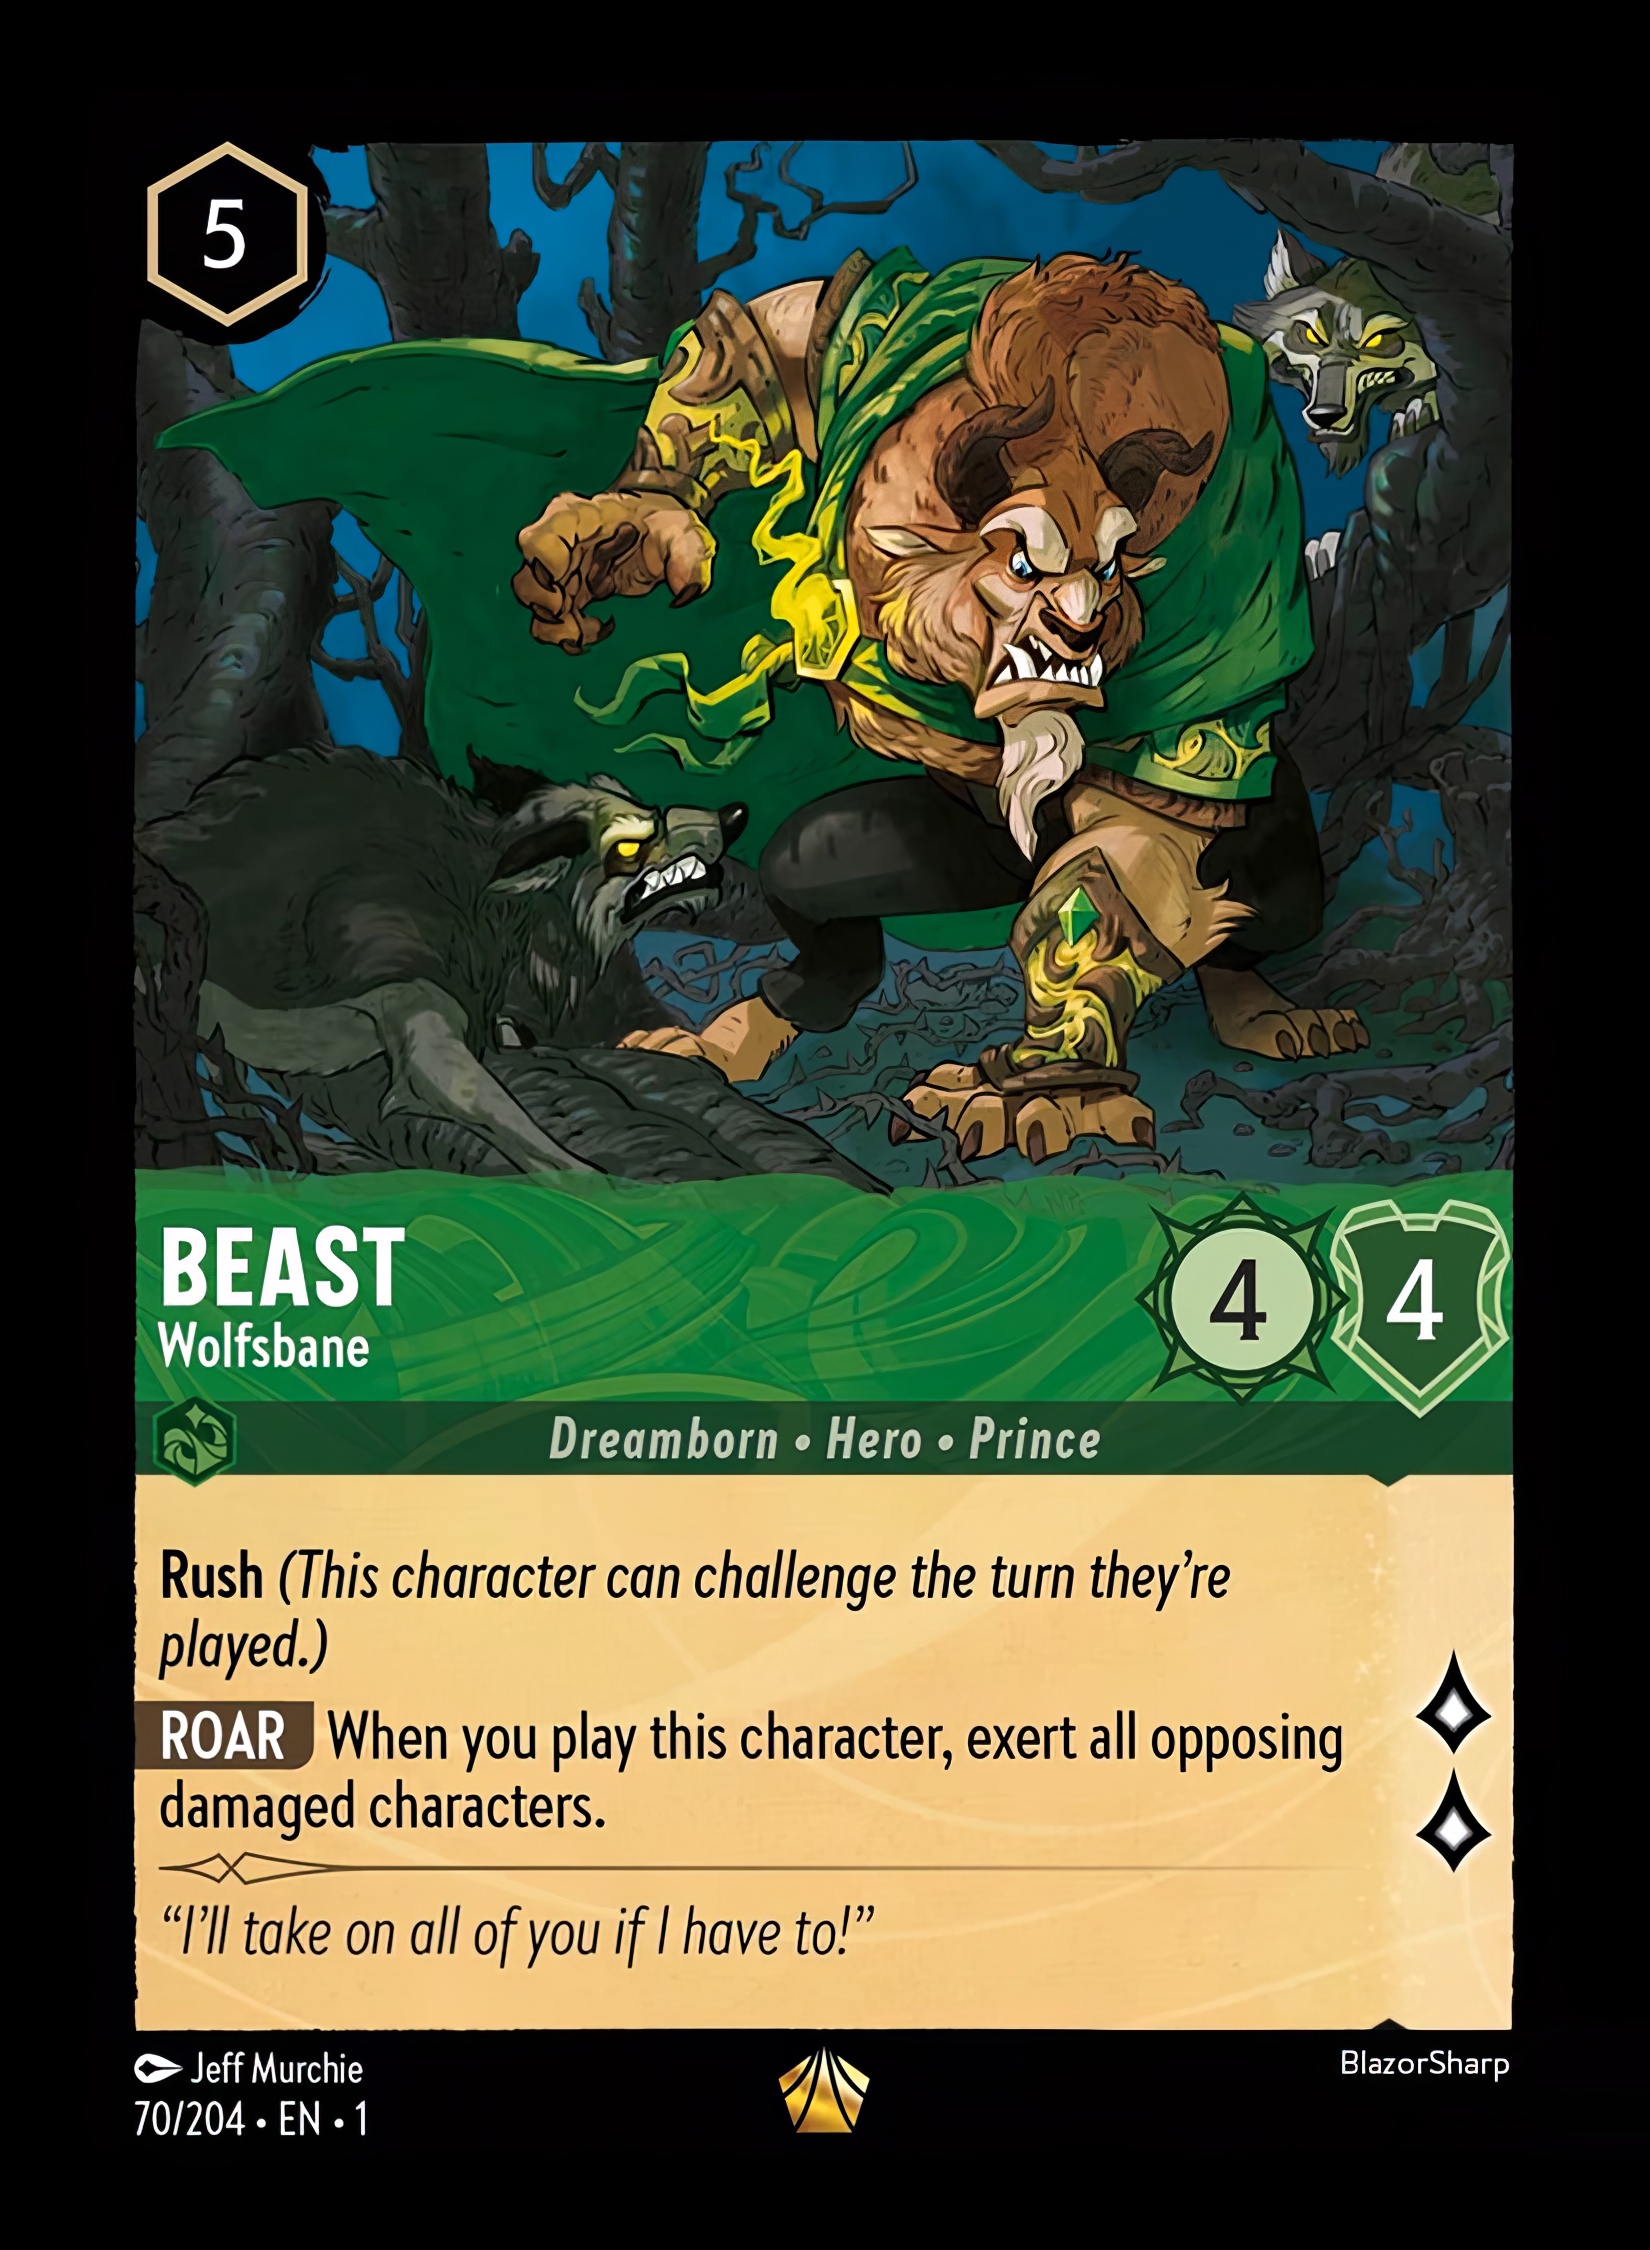 5
BEAST
Wolfsbane
4
4
Dreamborn • Hero • Prince
Rush (This character can challenge the turn they’re
played.)
ROAR When you play this character, exert all opposing
damaged characters.
“I’ll take on all of you if I have to!”
Jeff Murchie
BlazorSharp
70/204 • EN • 1